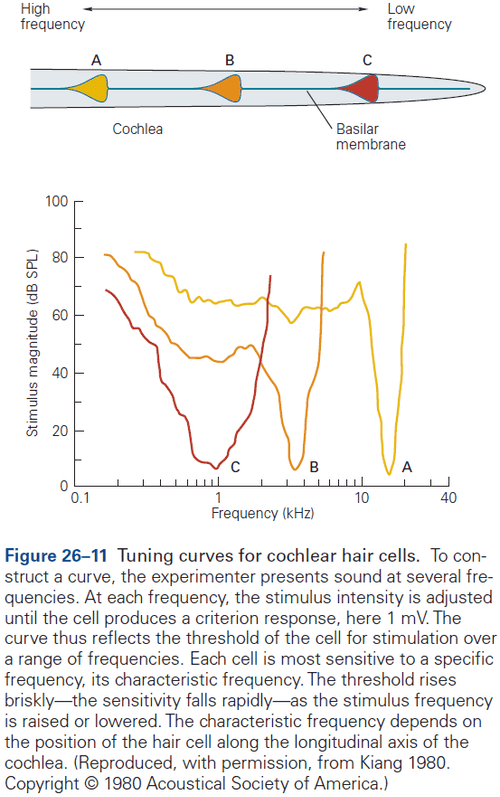 High frequency
Low frequency
A B C
Cochlea
Basilar membrane
100
80
60
40
20
0
Stimulus magnitude (dB SPL)
C B A
0.1 1 10 40
Frequency (kHz)
Figure 26–11 Tuning curves for cochlear hair cells. To con-
struct a curve, the experimenter presents sound at several fre-
quencies. At each frequency, the stimulus intensity is adjusted
until the cell produces a criterion response, here 1 mV. The
curve thus reflects the threshold of the cell for stimulation over
a range of frequencies. Each cell is most sensitive to a specific
frequency, its characteristic frequency. The threshold rises
briskly—the sensitivity falls rapidly—as the stimulus frequency
is raised or lowered. The characteristic frequency depends on
the position of the hair cell along the longitudinal axis of the
cochlea. (Reproduced, with permission, from Kiang 1980.
Copyright © 1980 Acoustical Society of America.)